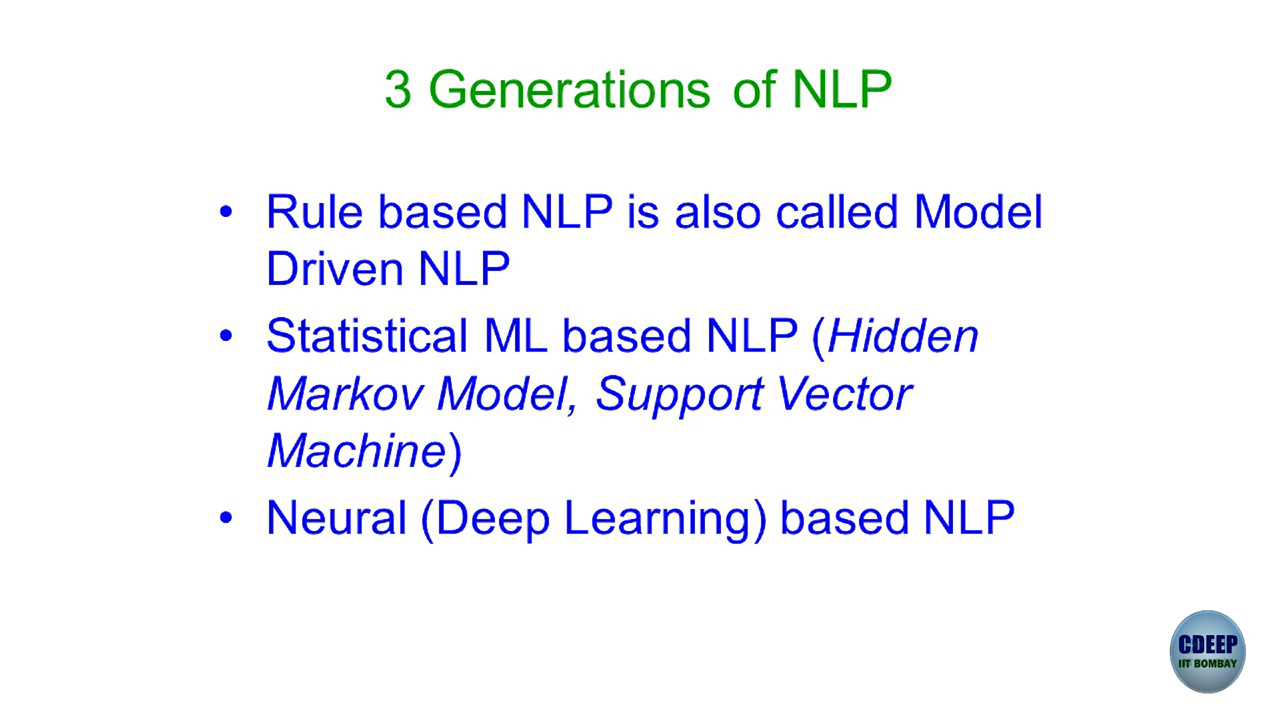 3 Generations of NLP
• Rule based NLP is also called Model
Driven NLP
• Statistical ML based NLP (Hidden
Markov Model, Support Vector
Machine)
• Neural (Deep Learning) based NLP
CDEEP
IIT BOMBAY